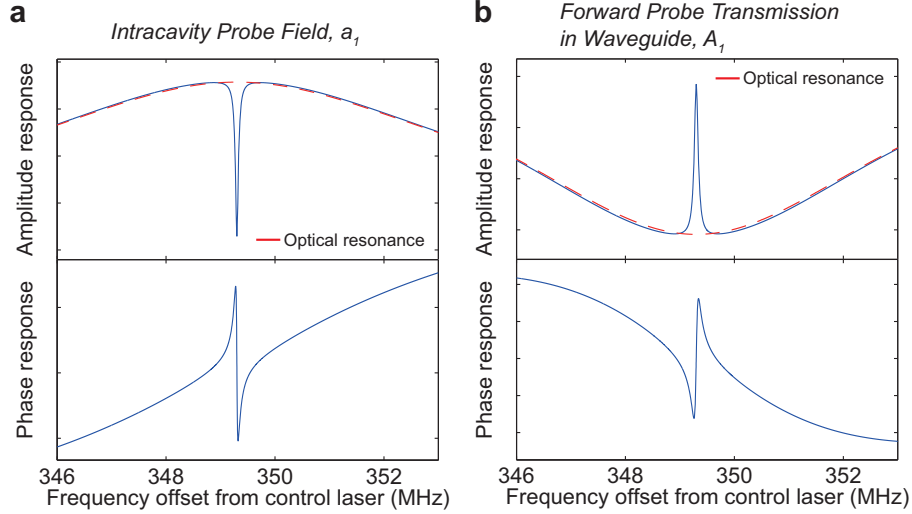 a
Intracavity Probe Field, a1
Amplitude response
Optical resonance
Phase response
346
348
350
352
Frequency offset from control laser (MHz)
b
Forward Probe Transmission
in Waveguide, A1
Amplitude response
Optical resonance
Phase response
346
348
350
352
Frequency offset from control laser (MHz)